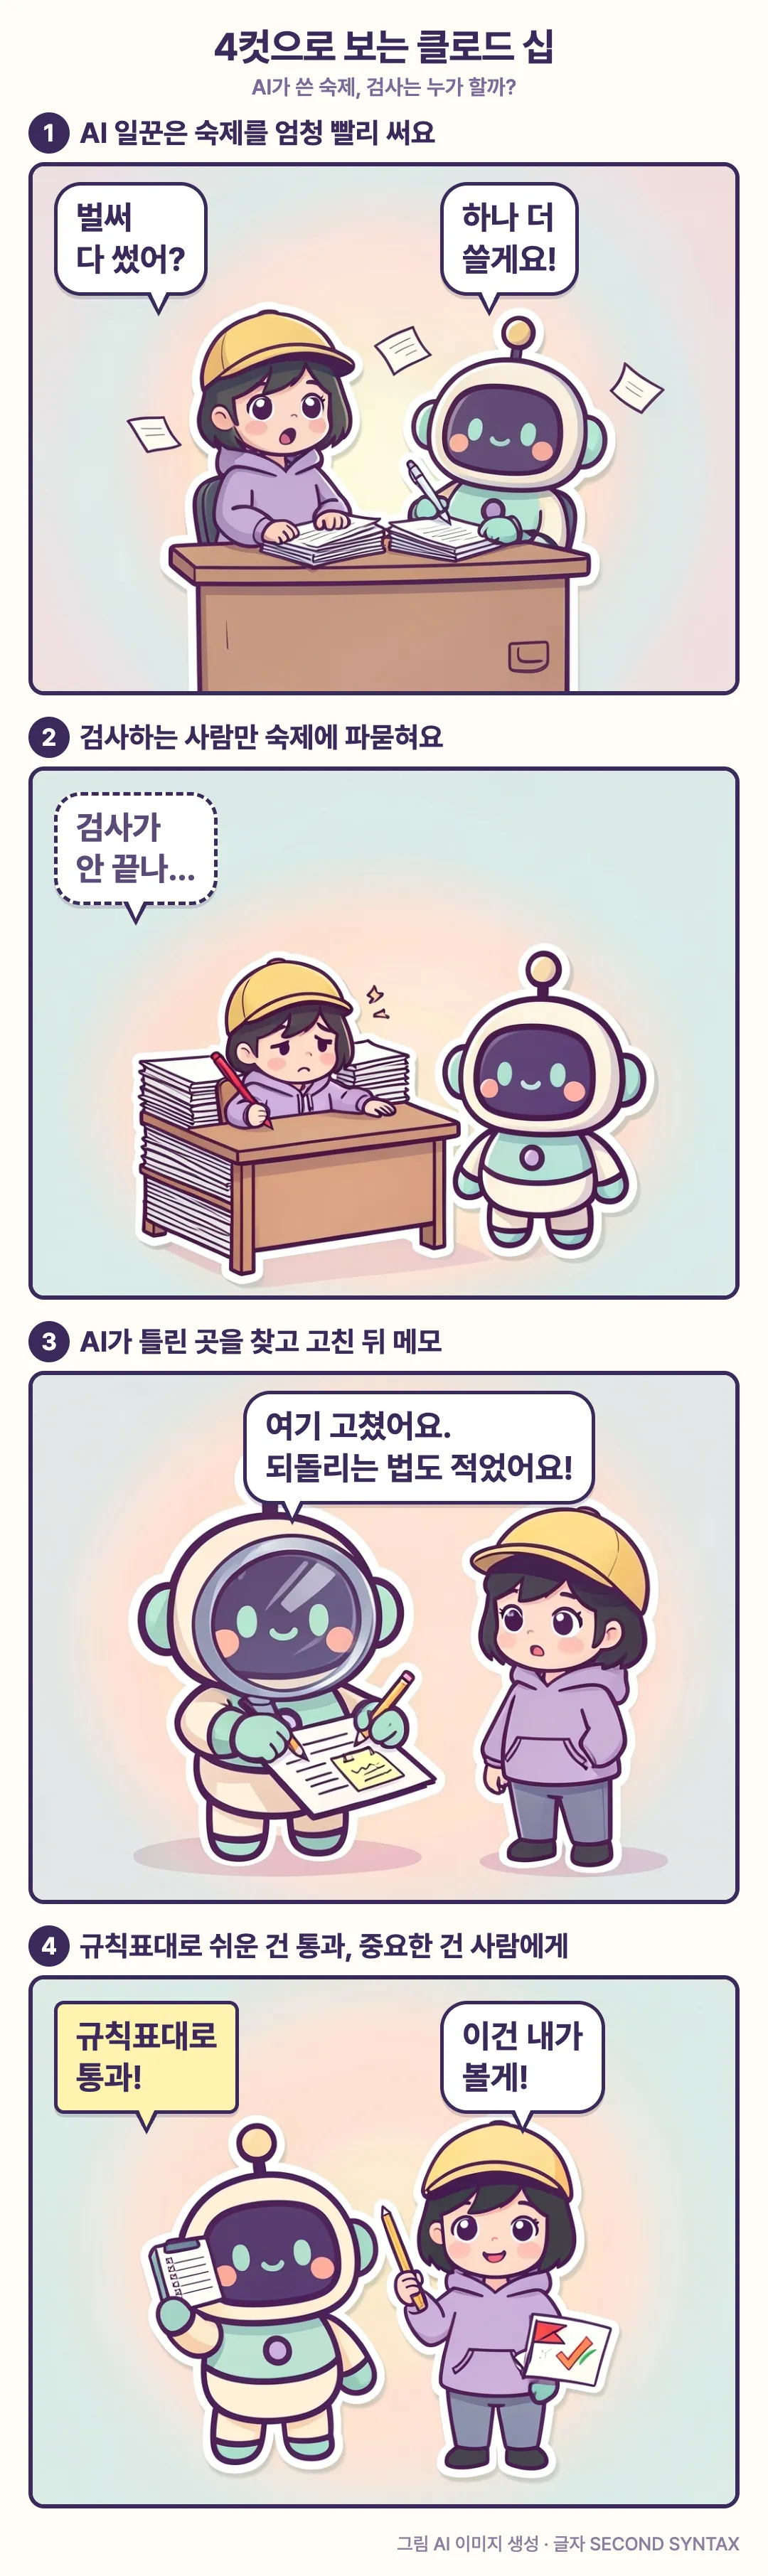 4컷으로 보는 클로드 십
AI가 쓴 숙제, 검사는 누가 할까?
1 AI 일꾼은 숙제를 엄청 빨리 써요
벌써
다 썼어?
하나 더
쓸게요!
2 검사하는 사람만 숙제에 파묻혀요
검사가
안 끝나...
3 AI가 틀린 곳을 찾고 고친 뒤 메모
여기 고쳤어요.
되돌리는 법도 적었어요!
4 규칙표대로 쉬운 건 통과, 중요한 건 사람에게
규칙표대로
통과!
이건 내가
볼게!
그림 AI 이미지 생성 · 글자 SECOND SYNTAX